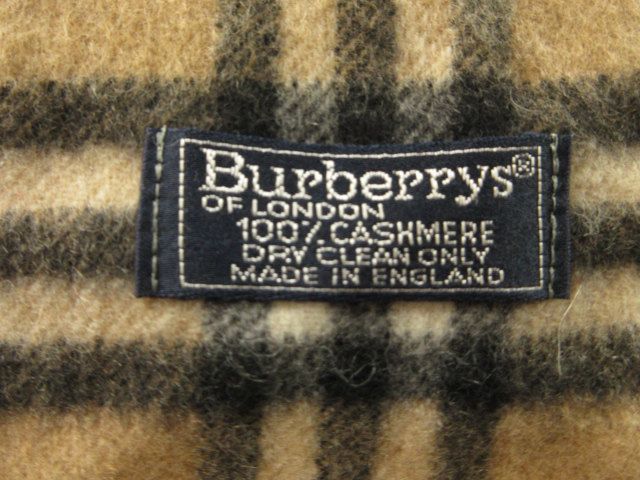 Burberrys®
OF LONDON
100% CASHMERE
DRY CLEAN ONLY
MADE IN ENGLAND